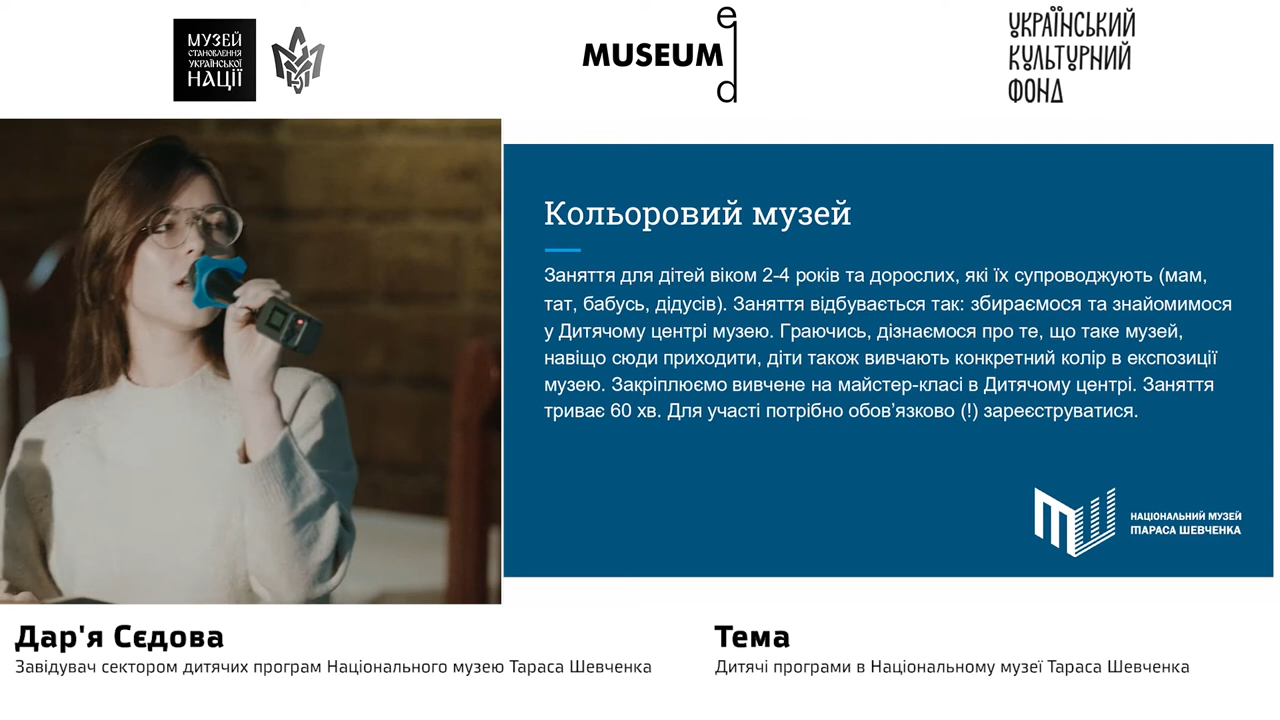 МУЗЕЙ
СТАНОВЛЕННЯ
УКРАЇНСЬКОЇ
НАЦІЇ
MUSEUM
ed
УКРАЇНСЬКИЙ
КУЛЬТУРНИЙ
ФОНД
Кольоровий музей
Заняття для дітей віком 2-4 років та дорослих, які їх супроводжують (мам,
тат, бабусь, дідусів). Заняття відбувається так: збираємося та знайомимося
у Дитячому центрі музею. Граючись, дізнаємося про те, що таке музей,
навіщо сюди приходити, діти також вивчають конкретний колір в експозиції
музею. Закріплюємо вивчене на майстер-класі в Дитячому центрі. Заняття
триває 60 хв. Для участі потрібно обов’язково (!) зареєструватися.
НАЦІОНАЛЬНИЙ МУЗЕЙ
ТАРАСА ШЕВЧЕНКА
Дар'я Сєдова
Завідувач сектором дитячих програм Національного музею Тараса Шевченка
Тема
Дитячі програми в Національному музеї Тараса Шевченка